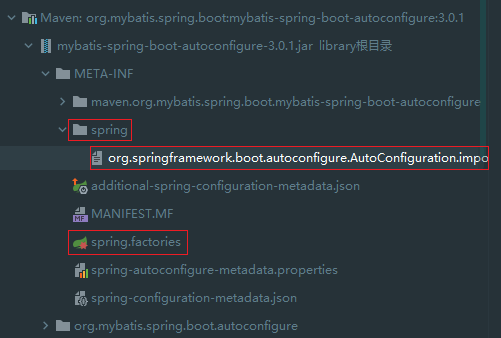 Maven: org.mybatis.spring.boot:mybatis-spring-boot-autoconfigure:3.0.1
mybatis-spring-boot-autoconfigure-3.0.1.jar library根目录
META-INF
maven.org.mybatis.spring.boot.mybatis-spring-boot-autoconfigure
spring
org.springframework.boot.autoconfigure.AutoConfiguration.impo
additional-spring-configuration-metadata.json
MANIFEST.MF
spring.factories
spring-autoconfigure-metadata.properties
spring-configuration-metadata.json
org.mybatis.spring.boot.autoconfigure